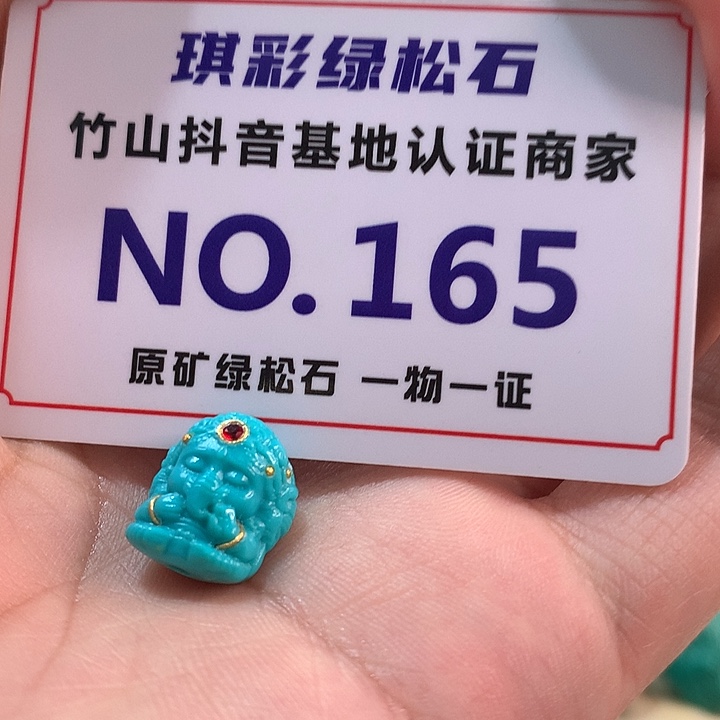 琪彩绿松石
竹山抖音基地认证商家
NO.165
原矿绿松石 一物一证